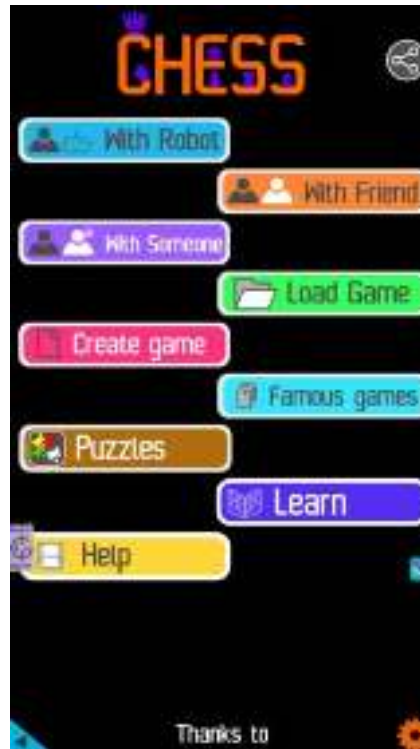 CHESS
With Robot
With Friend
With Someone
Load Game
Create game
Famous games
Puzzles
Learn
Help
Thanks to